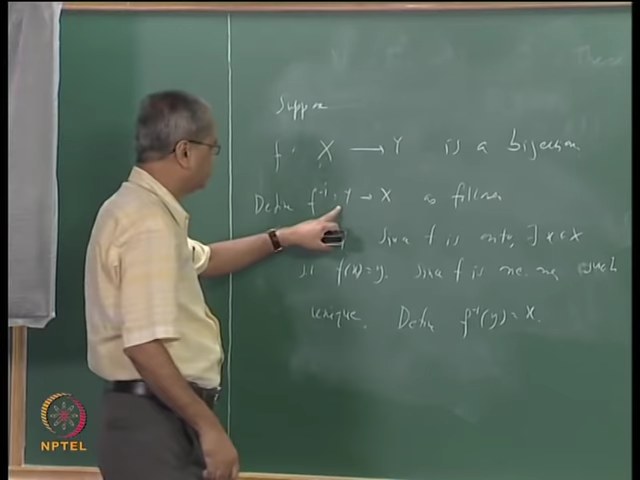 Suppose
f : X → Y is a bijection
Define f⁻¹ : Y → X as follows
since f is onto, ∃ x ∈ X
s.t. f(x) = y. since f is one-one such
unique. Define f⁻¹(y) = x.
NPTEL